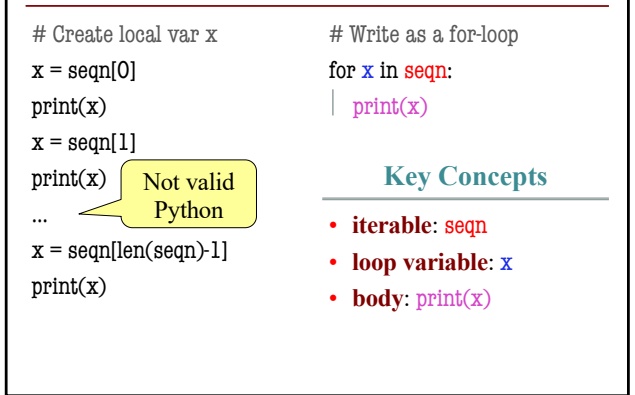 # Create local var x
x = seqn[0]
print(x)
x = seqn[1]
print(x)
...
x = seqn[len(seqn)-1]
print(x)
Not valid
Python
# Write as a for-loop
for x in seqn:
print(x)
Key Concepts
• iterable: seqn
• loop variable: x
• body: print(x)